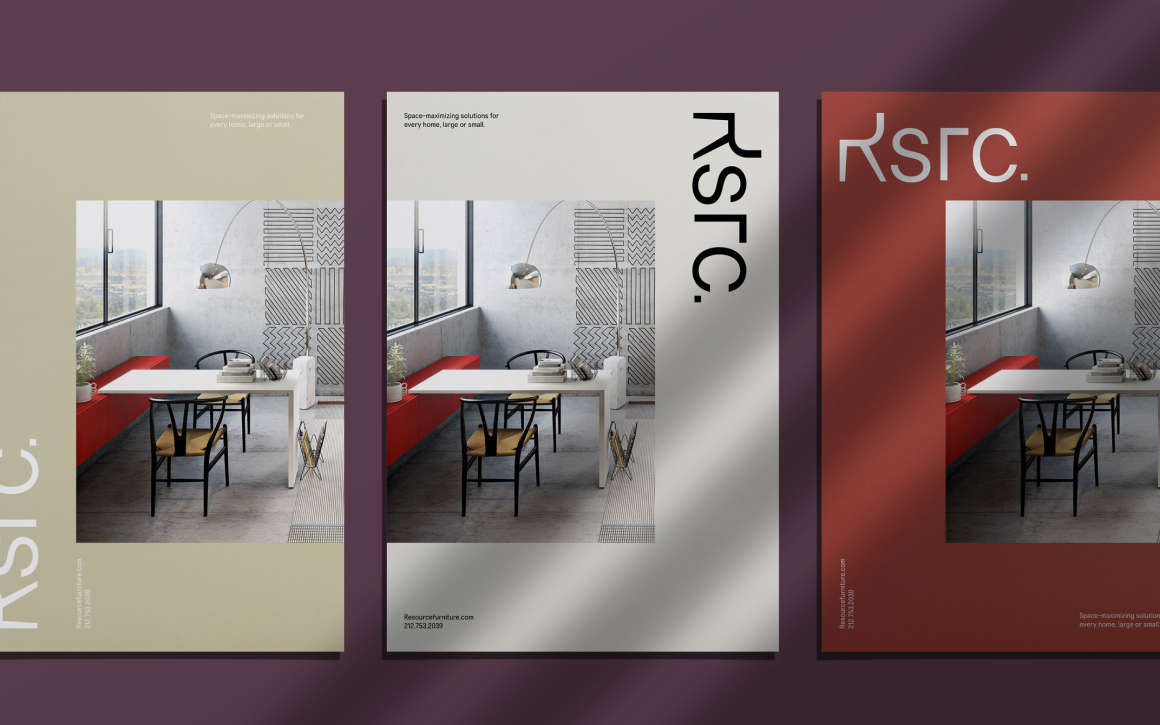 Space-maximizing solutions for
every home, large or small.
Rsrc.
Resourcefurniture.com
212.753.2039
Space-maximizing solutions for
every home, large or small.
Rsrc.
Resourcefurniture.com
212.753.2039
Rsrc.
Resourcefurniture.com
212.753.2039
Space-maximizing solution
every home, large or small.